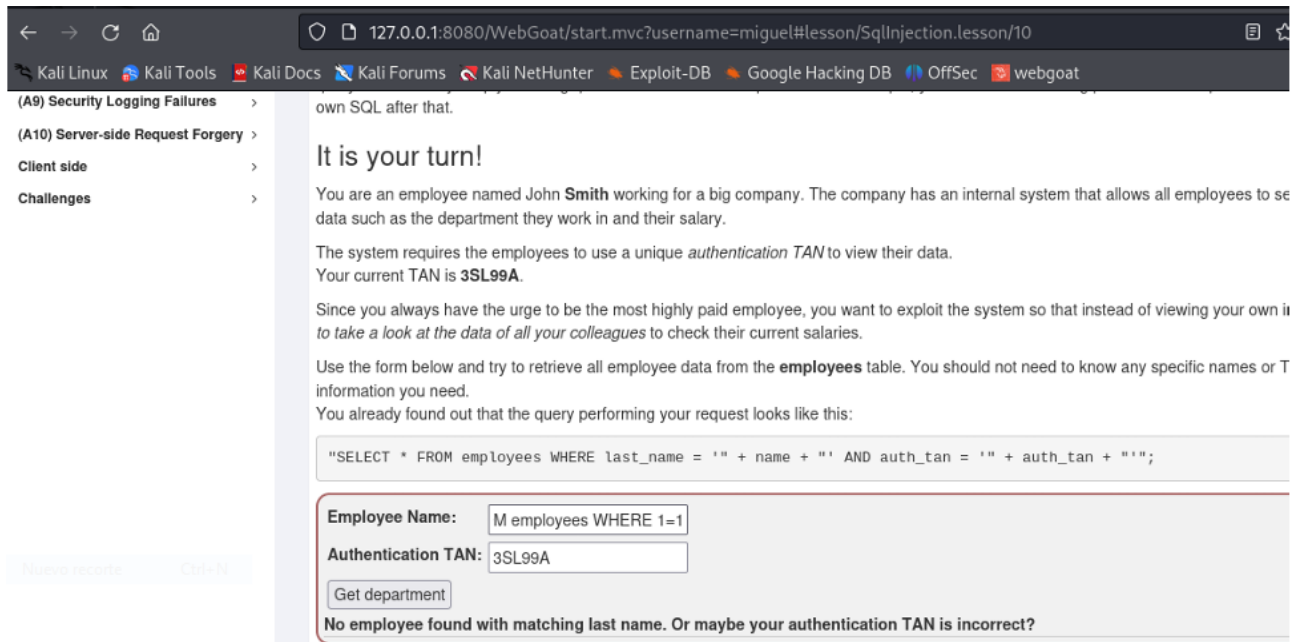 127.0.0.1:8080/WebGoat/start.mvc?username=miguel#lesson/SqlInjection.lesson/10
Kali Linux Kali Tools Kali Docs Kali Forums Kali NetHunter Exploit-DB Google Hacking DB OffSec webgoat
(A9) Security Logging Failures
(A10) Server-side Request Forgery
Client side
Challenges
own SQL after that.
It is your turn!
You are an employee named John Smith working for a big company. The company has an internal system that allows all employees to se
data such as the department they work in and their salary.
The system requires the employees to use a unique authentication TAN to view their data.
Your current TAN is 3SL99A.
Since you always have the urge to be the most highly paid employee, you want to exploit the system so that instead of viewing your own i
to take a look at the data of all your colleagues to check their current salaries.
Use the form below and try to retrieve all employee data from the employees table. You should not need to know any specific names or T
information you need.
You already found out that the query performing your request looks like this:
"SELECT * FROM employees WHERE last_name = '" + name + "' AND auth_tan = '" + auth_tan + "'";
Employee Name: M employees WHERE 1=1
Authentication TAN: 3SL99A
Get department
No employee found with matching last name. Or maybe your authentication TAN is incorrect?
Nuevo recorte Ctrl+N